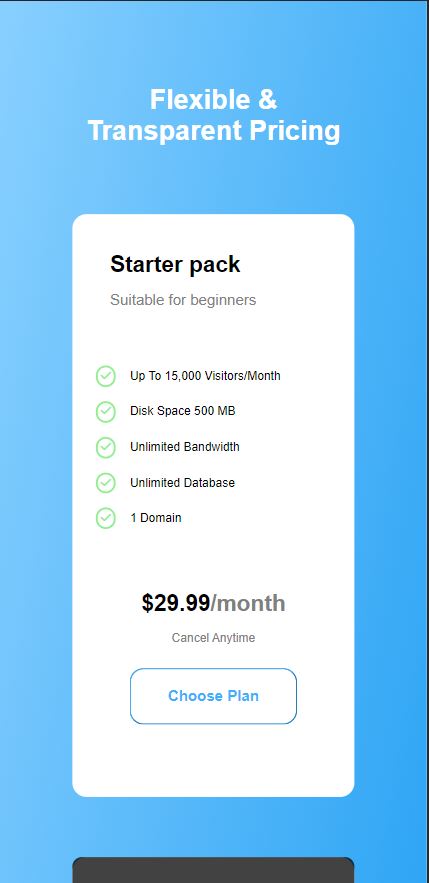 Flexible &
Transparent Pricing
Starter pack
Suitable for beginners
Up To 15,000 Visitors/Month
Disk Space 500 MB
Unlimited Bandwidth
Unlimited Database
1 Domain
$29.99/month
Cancel Anytime
Choose Plan